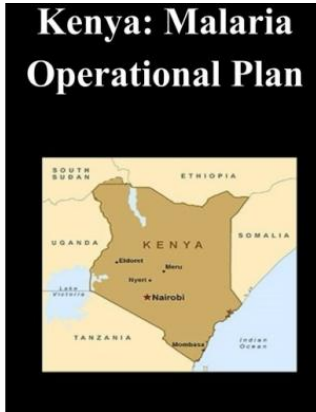 Kenya: Malaria
Operational Plan
SOUTH
SUDAN
ETHIOPIA
UGANDA
KENYA
SOMALIA
Eldoret
Meru
Nyeri
Lake
Victoria
Nairobi
TANZANIA
Mombasa
Indian
Ocean